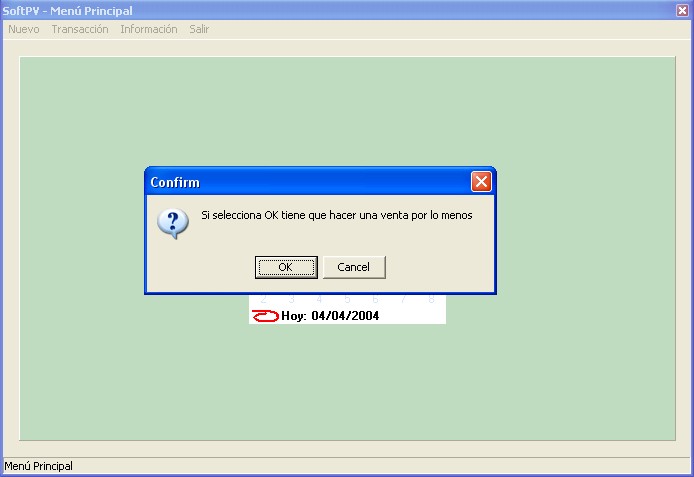 SoftPV - Menú Principal
Nuevo Transacción Información Salir
Confirm
Si selecciona OK tiene que hacer una venta por lo menos
OK Cancel
2 3 4 5 6 7 8
Hoy: 04/04/2004
Menú Principal